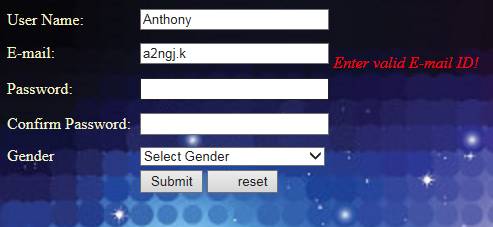 User Name: Anthony
E-mail: a2ngj.k Enter valid E-mail ID!
Password:
Confirm Password:
Gender Select Gender
Submit reset